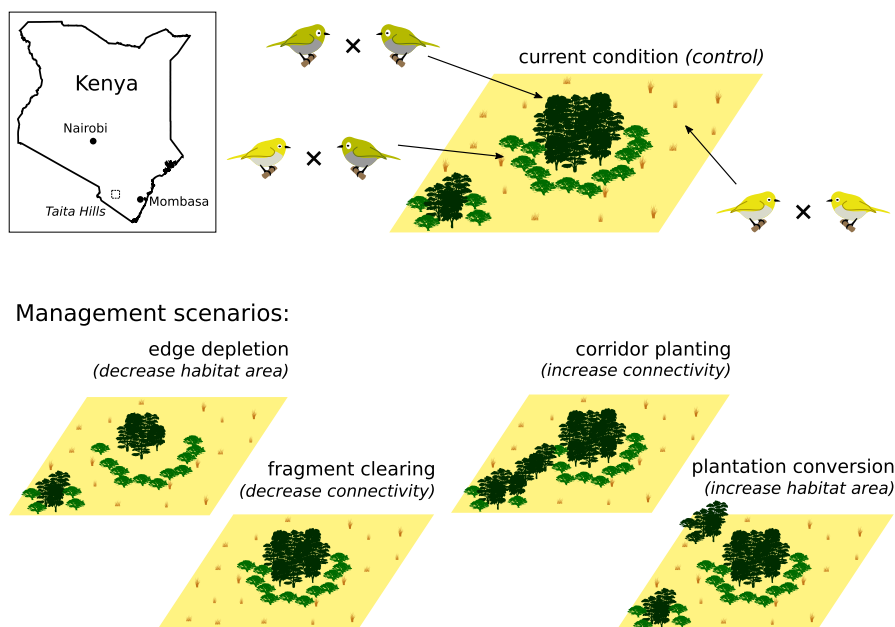 Kenya
Nairobi
Mombasa
Taita Hills
current condition (control)
Management scenarios:
edge depletion
(decrease habitat area)
fragment clearing
(decrease connectivity)
corridor planting
(increase connectivity)
plantation conversion
(increase habitat area)